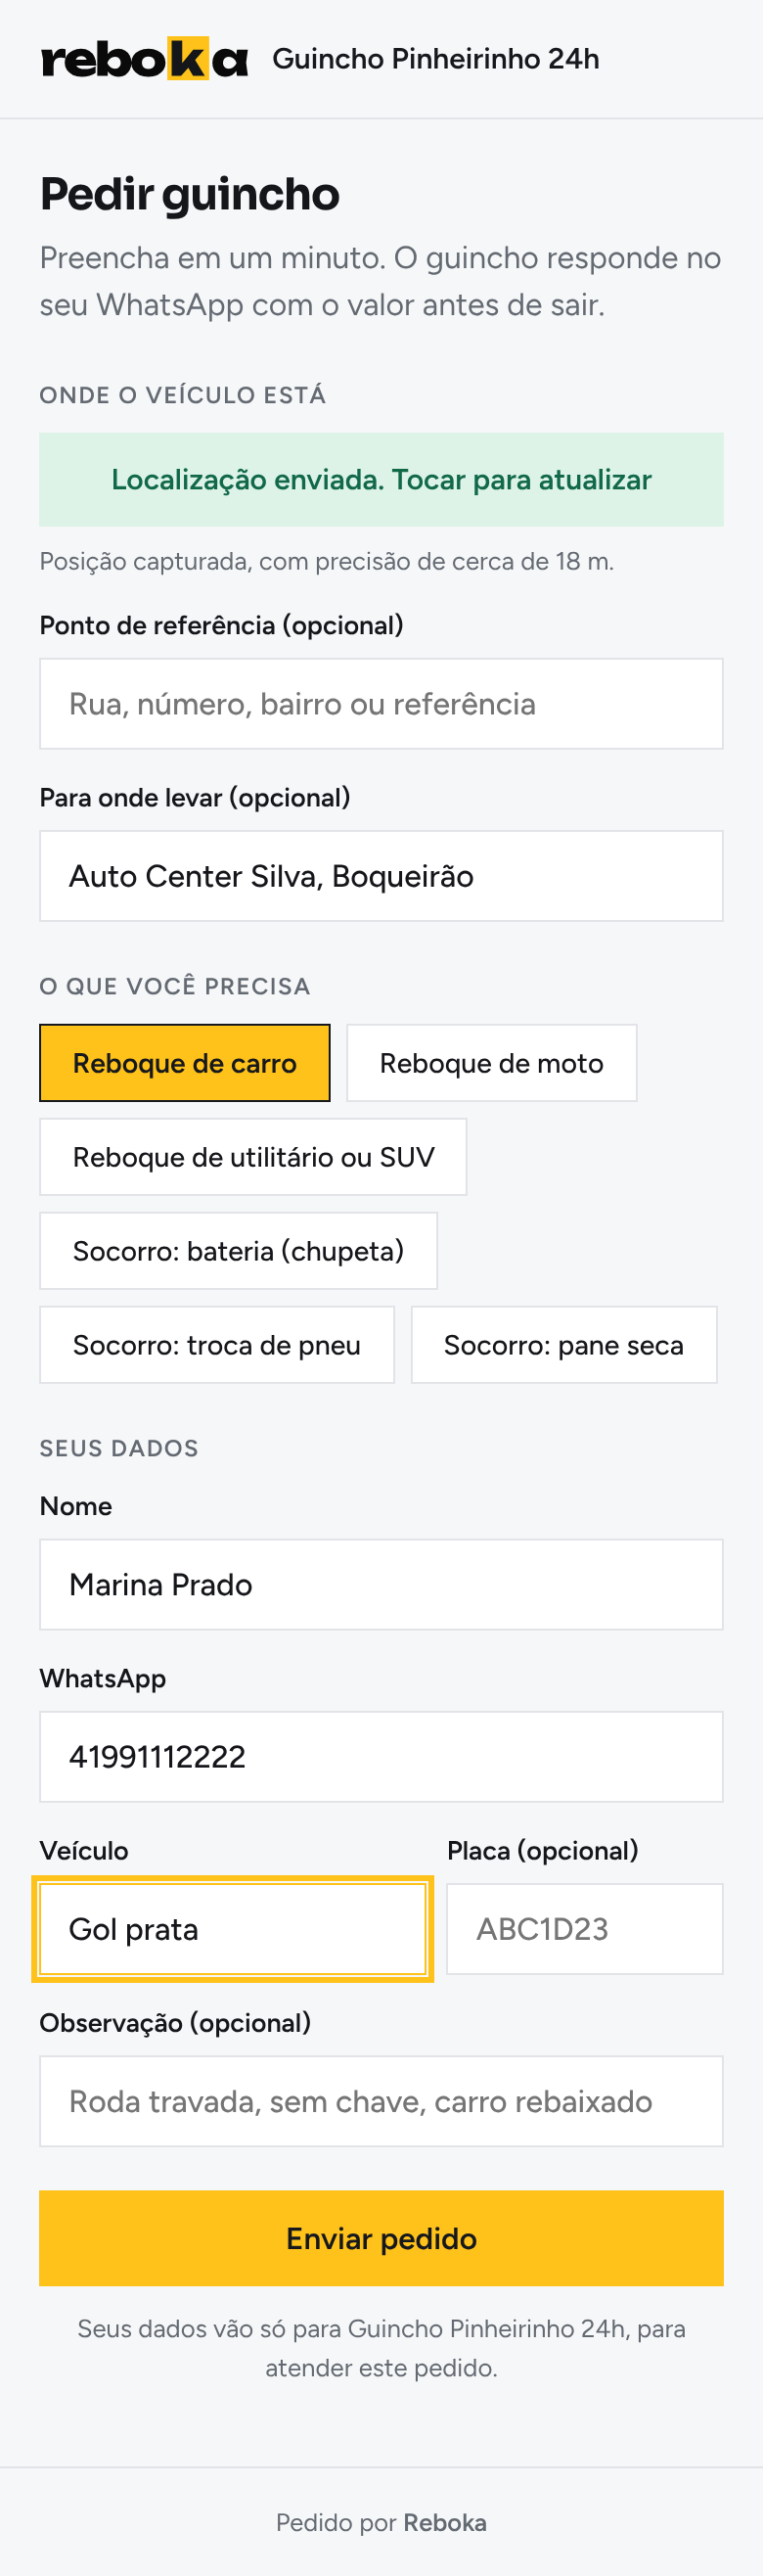 reboka Guincho Pinheirinho 24h
Pedir guincho
Preencha em um minuto. O guincho responde no
seu WhatsApp com o valor antes de sair.
ONDE O VEÍCULO ESTÁ
Localização enviada. Tocar para atualizar
Posição capturada, com precisão de cerca de 18 m.
Ponto de referência (opcional)
Rua, número, bairro ou referência
Para onde levar (opcional)
Auto Center Silva, Boqueirão
O QUE VOCÊ PRECISA
Reboque de carro Reboque de moto
Reboque de utilitário ou SUV
Socorro: bateria (chupeta)
Socorro: troca de pneu Socorro: pane seca
SEUS DADOS
Nome
Marina Prado
WhatsApp
41991112222
Veículo Placa (opcional)
Gol prata ABC1D23
Observação (opcional)
Roda travada, sem chave, carro rebaixado
Enviar pedido
Seus dados vão só para Guincho Pinheirinho 24h, para
atender este pedido.
Pedido por Reboka